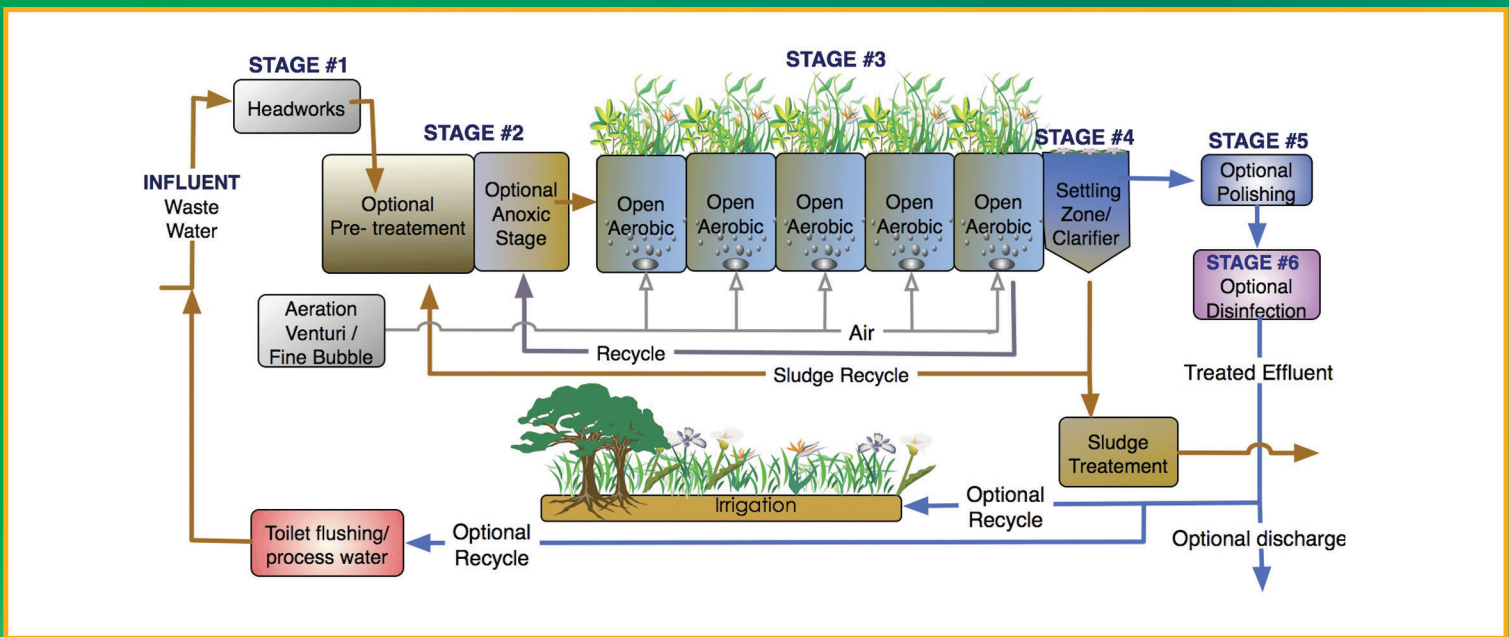 STAGE #1
Headworks
STAGE #2
Optional
Pre- treatement
Optional
Anoxic
Stage
STAGE #3
Open
Aerobic
Open
Aerobic
Open
Aerobic
Open
Aerobic
Open
Aerobic
STAGE #4
Settling
Zone/
Clarifier
STAGE #5
Optional
Polishing
STAGE #6
Optional
Disinfection
INFLUENT
Waste
Water
Aeration
Venturi /
Fine Bubble
Air
Recycle
Sludge Recycle
Treated Effluent
Sludge
Treatement
Irrigation
Optional
Recycle
Toilet flushing/
process water
Optional
Recycle
Optional discharge